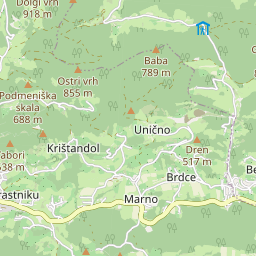 Dolgi vrh
918 m
Baba
789 m
Ostri vrh
855 m
Podmeniška
skala
688 m
Unično
Krištandol
Dren
517 m
Brdce
Marno